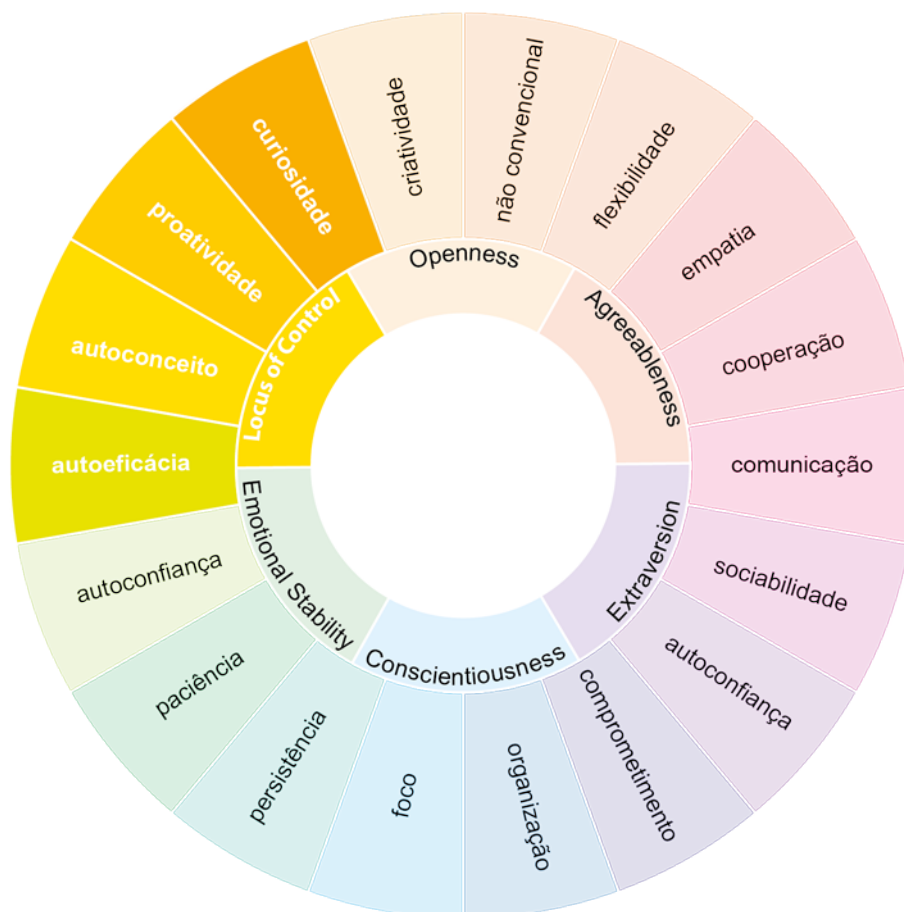 criatividade
não convencional
flexibilidade
empatia
cooperação
comunicação
sociabilidade
autoconfiança
comprometimento
organização
foco
persistência
paciência
autoconfiança
autoeficácia
autoconceito
proatividade
curiosidade
Openness
Agreeableness
Extraversion
Conscientiousness
Emotional Stability
Locus of Control